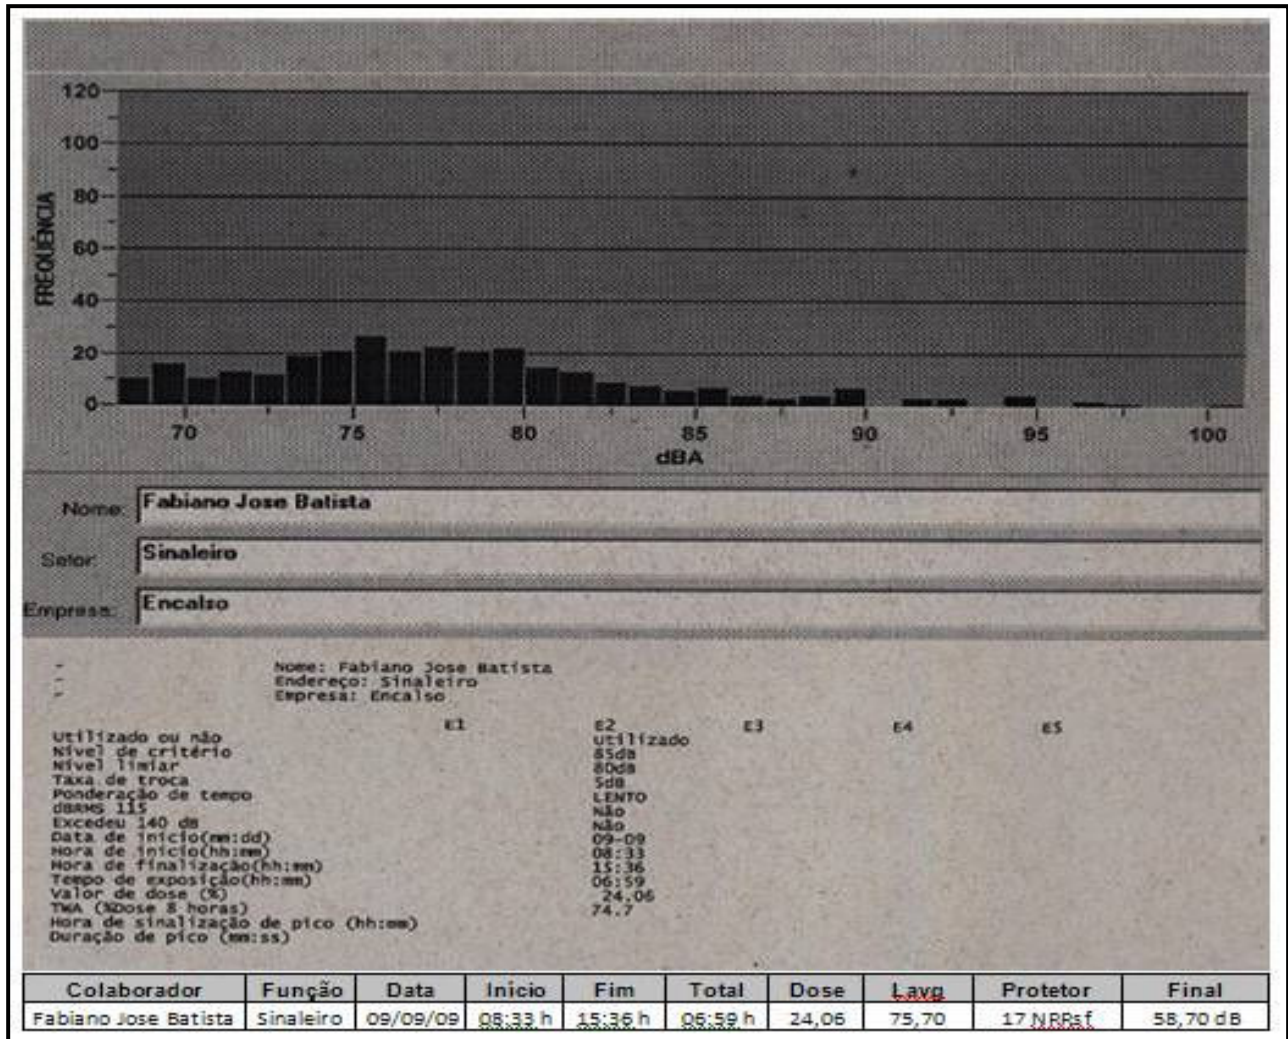 120
100
80
60
40
20
0
FREQUÊNCIA
70 75 80 85 90 95 100
dBA
Nome: Fabiano Jose Batista
Setor: Sinaleiro
Empresa: Encalso
- Nome: Fabiano Jose Batista
- Endereço: Sinaleiro
- Empresa: Encalso
E1 E2 E3 E4 E5
Utilizado ou não Utilizado
Nível de critério 85dB
Nível limiar 80dB
Taxa de troca 5dB
Ponderação de tempo LENTO
dBRMS 115 Não
Excedeu 140 dB Não
Data de início(mm:dd) 09-09
Hora de início(hh:mm) 08:33
Hora de finalização(hh:mm) 15:36
Tempo de exposição(hh:mm) 06:59
Valor de dose (%) 24,06
TWA (%Dose 8 horas) 74.7
Hora de sinalização de pico (hh:mm)
Duração de pico (mm:ss)
Colaborador Função Data Início Fim Total Dose Lavg Protetor Final
Fabiano Jose Batista Sinaleiro 09/09/09 08:33 h 15:36 h 06:59 h 24,06 75,70 17 NRRsf 58,70 dB